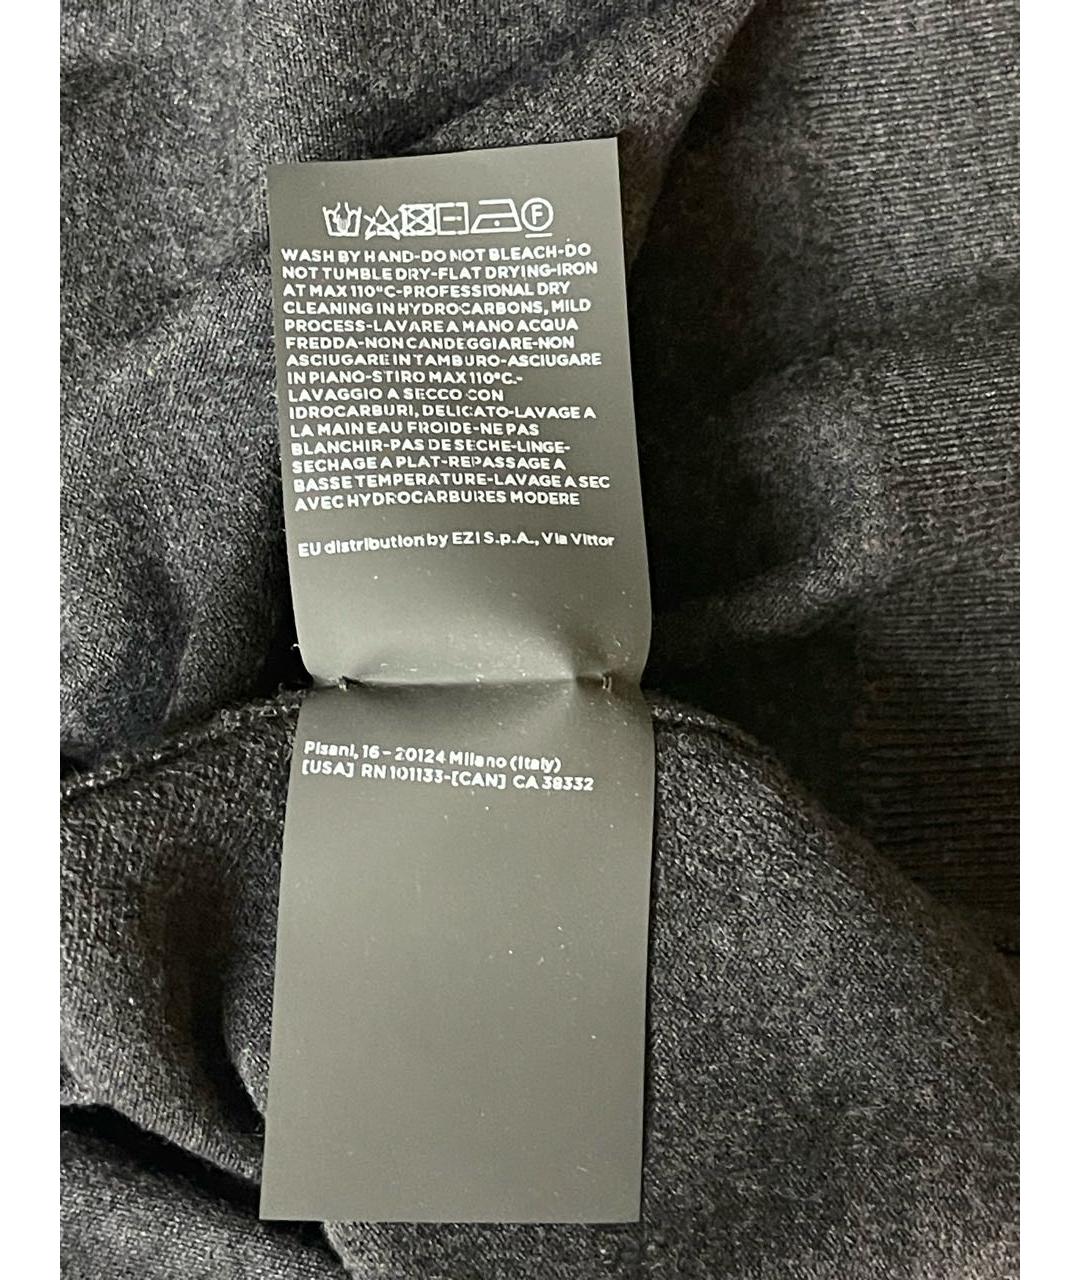 WASH BY HAND-DO NOT BLEACH-DO
NOT TUMBLE DRY-FLAT DRYING-IRON
AT MAX 110°C-PROFESSIONAL DRY
CLEANING IN HYDROCARBONS, MILD
PROCESS-LAVARE A MANO ACQUA
FREDDA-NON CANDEGGIARE-NON
ASCIUGARE IN TAMBURO-ASCIUGARE
IN PIANO-STIRO MAX 110°C.-
LAVAGGIO A SECCO CON
IDROCARBURI, DELICATO-LAVAGE A
LA MAIN EAU FROIDE-NE PAS
BLANCHIR-PAS DE SECHE-LINGE-
SECHAGE A PLAT-REPASSAGE A
BASSE TEMPERATURE-LAVAGE A SEC
AVEC HYDROCARBURES MODERE
EU distribution by EZI S.p.A., Via Vittor
Pisani, 16 - 20124 Milano (Italy)
[USA] RN 101133-[CAN] CA 38332